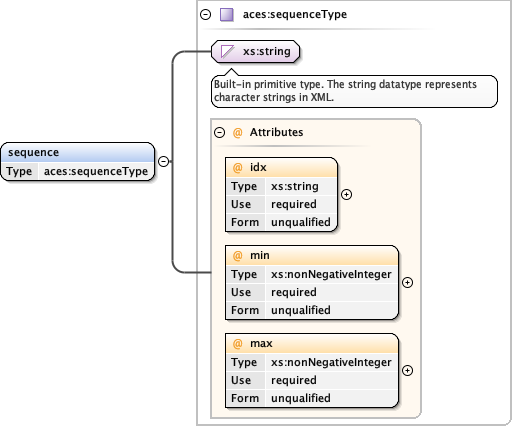 aces:sequenceType
xs:string
Built-in primitive type. The string datatype represents
character strings in XML.
sequence
Type aces:sequenceType
@ Attributes
@ idx
Type xs:string
Use required
Form unqualified
@ min
Type xs:nonNegativeInteger
Use required
Form unqualified
@ max
Type xs:nonNegativeInteger
Use required
Form unqualified